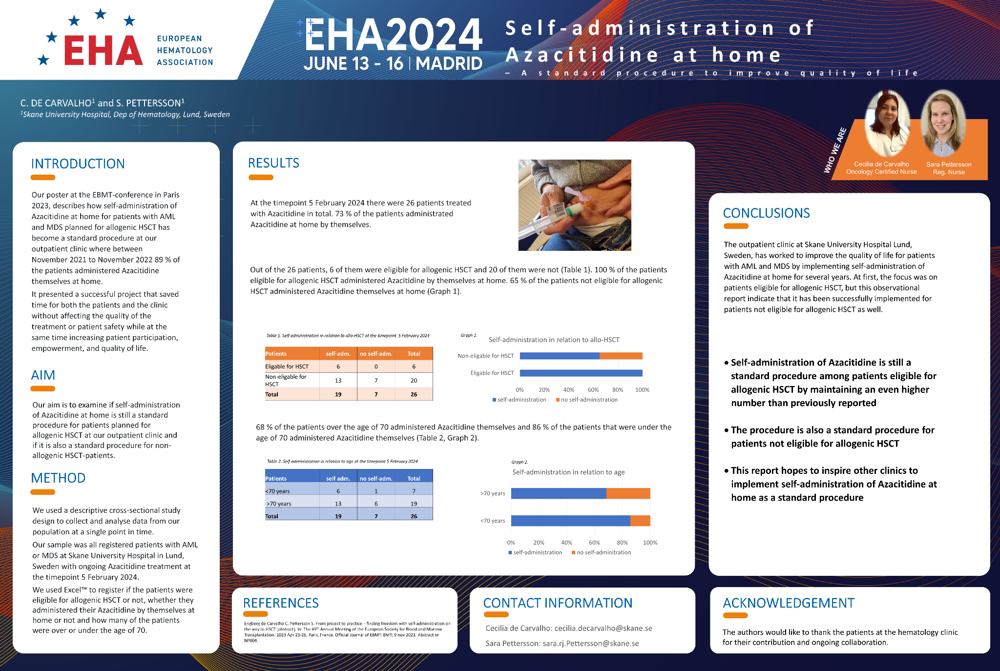 EHA
EUROPEAN
HEMATOLOGY
ASSOCIATION
EHA2024
JUNE 13 - 16 | MADRID
Self-administration of
Azacitidine at home
– A standard procedure to improve quality of life
C. DE CARVALHO¹ and S. PETTERSSON¹
¹Skane University Hospital, Dep of Hematology, Lund, Sweden
WHO WE ARE
Cecilia de Carvalho
Oncology Certified Nurse
Sara Pettersson
Reg. Nurse
INTRODUCTION
Our poster at the EBMT-conference in Paris
2023, describes how self-administration of
Azacitidine at home for patients with AML
and MDS planned for allogenic HSCT has
become a standard procedure at our
outpatient clinic where between
November 2021 to November 2022 89 % of
the patients administered Azacitidine
themselves at home.
It presented a successful project that saved
time for both the patients and the clinic
without affecting the quality of the
treatment or patient safety while at the
same time increasing patient participation,
empowerment, and quality of life.
AIM
Our aim is to examine if self-administration
of Azacitidine at home is still a standard
procedure for patients planned for
allogenic HSCT at our outpatient clinic and
if it is also a standard procedure for non-
allogenic HSCT-patients.
METHOD
We used a descriptive cross-sectional study
design to collect and analyse data from our
population at a single point in time.
Our sample was all registered patients with AML
or MDS at Skane University Hospital in Lund,
Sweden with ongoing Azacitidine treatment at
the timepoint 5 February 2024.
We used Excel™ to register if the patients were
eligible for allogenic HSCT or not, whether they
administered their Azacitidine by themselves at
home or not and how many of the patients
were over or under the age of 70.
RESULTS
At the timepoint 5 February 2024 there were 26 patients treated
with Azacitidine in total. 73 % of the patients administrated
Azacitidine at home by themselves.
Out of the 26 patients, 6 of them were eligible for allogenic HSCT and 20 of them were not (Table 1). 100 % of the patients
eligible for allogenic HSCT administered Azacitidine by themselves at home. 65 % of the patients not eligible for allogenic
HSCT administered Azacitidine themselves at home (Graph 1).
Table 1. Self-administration in relation to allo-HSCT at the timepoint 5 February 2024
Patients self-adm. no self-adm. Total
Eligable for HSCT 6 0 6
Non-eligable for
HSCT 13 7 20
Total 19 7 26
Graph 1.
Self-administration in relation to allo-HSCT
Non-eligable for HSCT
Eligable for HSCT
0% 20% 40% 60% 80% 100%
self-administration no self-administration
68 % of the patients over the age of 70 administered Azacitidine themselves and 86 % of the patients that were under the
age of 70 administered Azacitidine themselves (Table 2, Graph 2).
Table 2. Self-administration in relation to age at the timepoint 5 February 2024
Patients self adm. no self-adm. Total
<70 years 6 1 7
>70 years 13 6 19
Total 19 7 26
Graph 2.
Self-administration in relation to age
>70 years
<70 years
0% 20% 40% 60% 80% 100%
self-administration no self-adminitration
CONCLUSIONS
The outpatient clinic at Skane University Hospital Lund,
Sweden, has worked to improve the quality of life for patients
with AML and MDS by implementing self-administration of
Azacitidine at home for several years. At first, the focus was on
patients eligible for allogenic HSCT, but this observational
report indicate that it has been successfully implemented for
patients not eligible for allogenic HSCT as well.
• Self-administration of Azacitidine is still a
standard procedure among patients eligible for
allogenic HSCT by maintaining an even higher
number than previously reported
• The procedure is also a standard procedure for
patients not eligible for allogenic HSCT
• This report hopes to inspire other clinics to
implement self-administration of Azacitidine at
home as a standard procedure
REFERENCES
Engberg de Carvalho C, Pettersson S. From project to practice – finding freedom with self-administration on
the way to HSCT [abstract]. In: The 49th Annual Meeting of the European Society for Blood and Marrow
Transplantation: 2023 Apr 23-26, Paris, France. Official Journal of EBMT: BMT; 9 nov 2023. Abstract nr
NP004.
CONTACT INFORMATION
Cecilia de Carvalho: cecilia.decarvalho@skane.se
Sara Pettersson: sara.rj.Pettersson@skane.se
ACKNOWLEDGEMENT
The authors would like to thank the patients at the hematology clinic
for their contribution and ongoing collaboration.